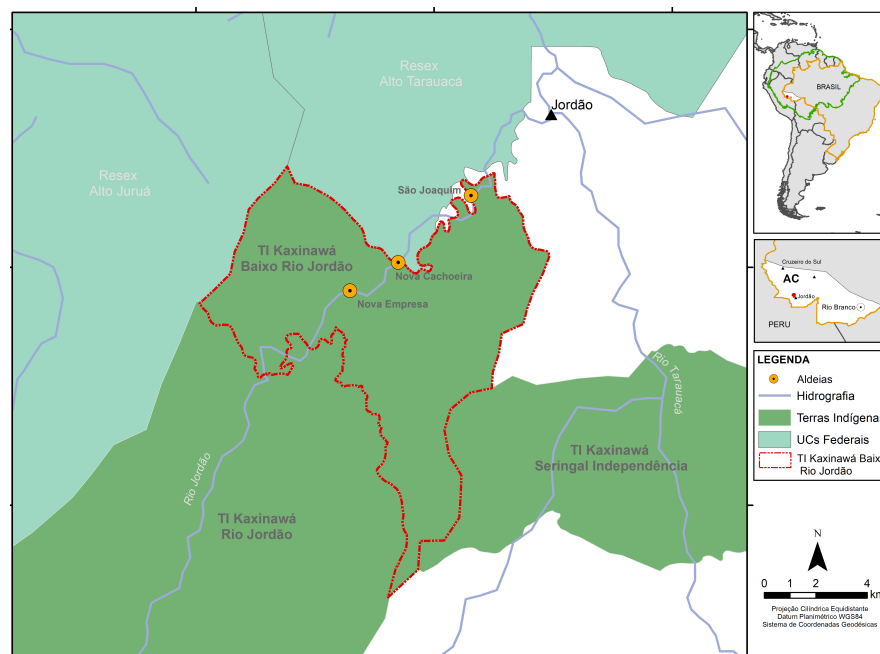 Resex
Alto Tarauacá
Jordão
Resex
Alto Juruá
São Joaquim
TI Kaxinawá
Baixo Rio Jordão
Nova Cachoeira
Nova Empresa
Rio Tarauacá
TI Kaxinawá
Seringal Independência
Rio Jordão
TI Kaxinawá
Rio Jordão
BRASIL
Cruzeiro do Sul
AC
Jordão
Rio Branco
PERU
LEGENDA
Aldeias
Hidrografia
Terras Indígenas
UCs Federais
TI Kaxinawá Baix
Rio Jordão
N
0 1 2 4
km
Projeção Cilíndrica Equidistante
Datum Planimétrico WGS84
Sistema de Coordenadas Geodésicas